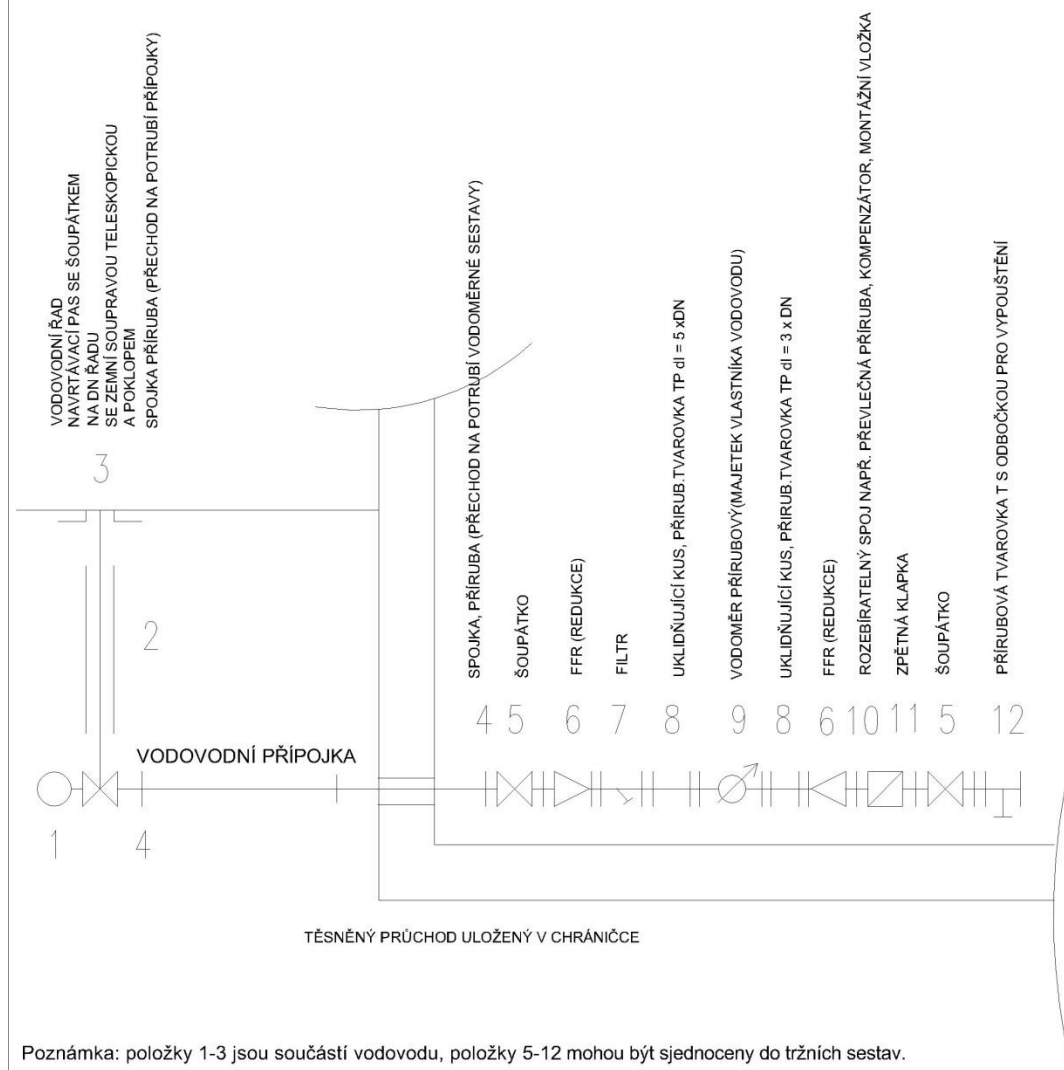 VODOVODNÍ ŘAD
NAVRTÁVACÍ PAS SE ŠOUPÁTKEM
NA DN ŘADU
SE ZEMNÍ SOUPRAVOU TELESKOPICKOU
A POKLOPEM
SPOJKA PŘÍRUBA (PŘECHOD NA POTRUBÍ PŘÍPOJKY)
3
2
SPOJKA, PŘÍRUBA (PŘECHOD NA POTRUBÍ VODOMĚRNÉ SESTAVY)
ŠOUPÁTKO
FFR (REDUKCE)
FILTR
UKLIDŇUJÍCÍ KUS, PŘIRUB.TVAROVKA TP dl = 5 xDN
VODOMĚR PŘÍRUBOVÝ(MAJETEK VLASTNÍKA VODOVODU)
UKLIDŇUJÍCÍ KUS, PŘIRUB.TVAROVKA TP dl = 3 x DN
FFR (REDUKCE)
ROZEBÍRATELNÝ SPOJ NAPŘ. PŘEVLEČNÁ PŘÍRUBA, KOMPENZÁTOR, MONTÁŽNÍ VLOŽKA
ZPĚTNÁ KLAPKA
ŠOUPÁTKO
PŘÍRUBOVÁ TVAROVKA T S ODBOČKOU PRO VYPOUŠTĚNÍ
4 5 6 7 8 9 8 6 10 11 5 12
VODOVODNÍ PŘÍPOJKA
1 4
TĚSNĚNÝ PRŮCHOD ULOŽENÝ V CHRÁNIČCE
Poznámka: položky 1-3 jsou součástí vodovodu, položky 5-12 mohou být sjednoceny do tržních sestav.